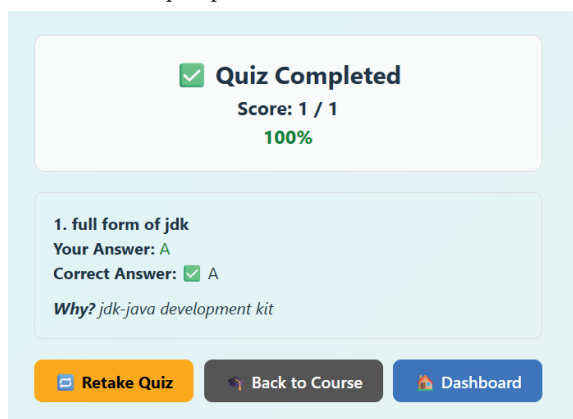 ✅ Quiz Completed
Score: 1 / 1
100%
1. full form of jdk
Your Answer: A
Correct Answer: ✅ A
Why? jdk-java development kit
🔁 Retake Quiz
🎓 Back to Course
🏠 Dashboard